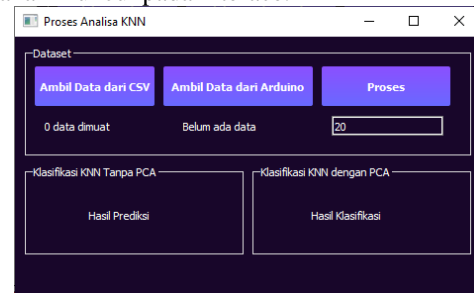 Proses Analisa KNN
Dataset
Ambil Data dari CSV Ambil Data dari Arduino Proses
0 data dimuat Belum ada data 20
Klasifikasi KNN Tanpa PCA Klasifikasi KNN dengan PCA
Hasil Prediksi Hasil Klasifikasi